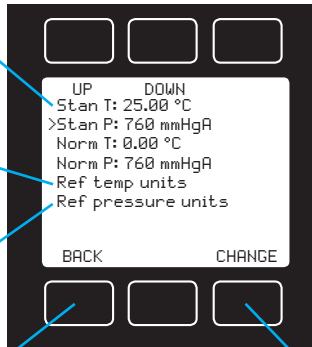 UP DOWN
Stan T: 25.00 °C
>Stan P: 760 mmHgA
Norm T: 0.00 °C
Norm P: 760 mmHgA
Ref temp units
Ref pressure units
BACK CHANGE